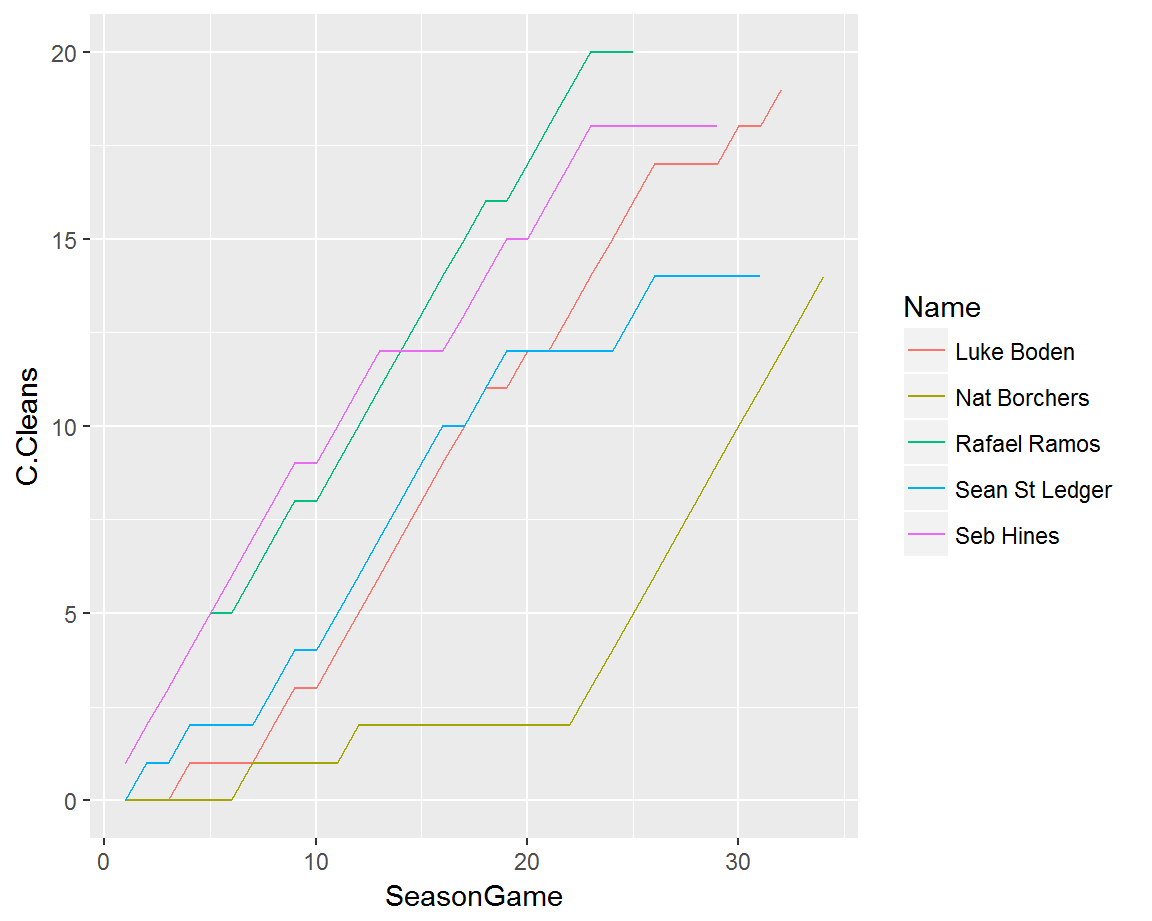 20
15
10
5
0
C.Cleans
0 10 20 30
SeasonGame
Name
Luke Boden
Nat Borchers
Rafael Ramos
Sean St Ledger
Seb Hines